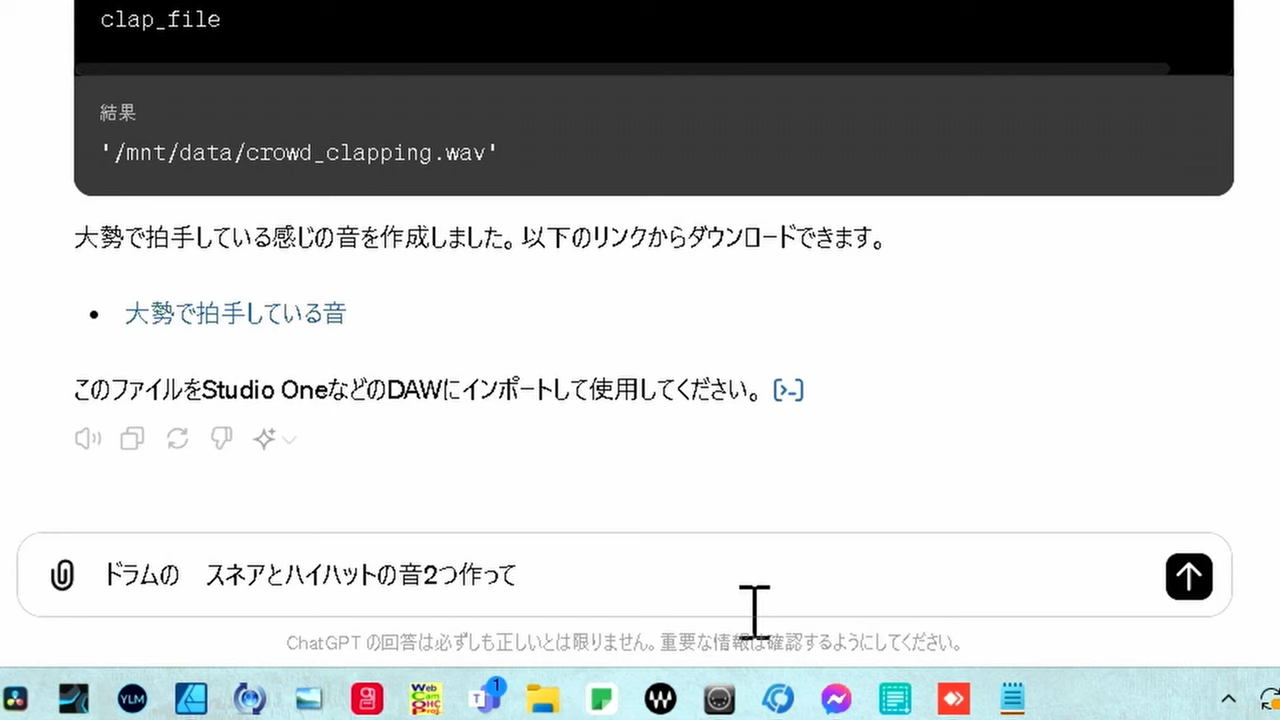 clap_file
結果
'/mnt/data/crowd_clapping.wav'
大勢で拍手している感じの音を作成しました。以下のリンクからダウンロードできます。
• 大勢で拍手している音
このファイルをStudio OneなどのDAWにインポートして使用してください。 [>-]
ドラムの　スネアとハイハットの音2つ作って
ChatGPT の回答は必ずしも正しいとは限りません。重要な情報は確認するようにしてください。
YLM
Web
Cam
1